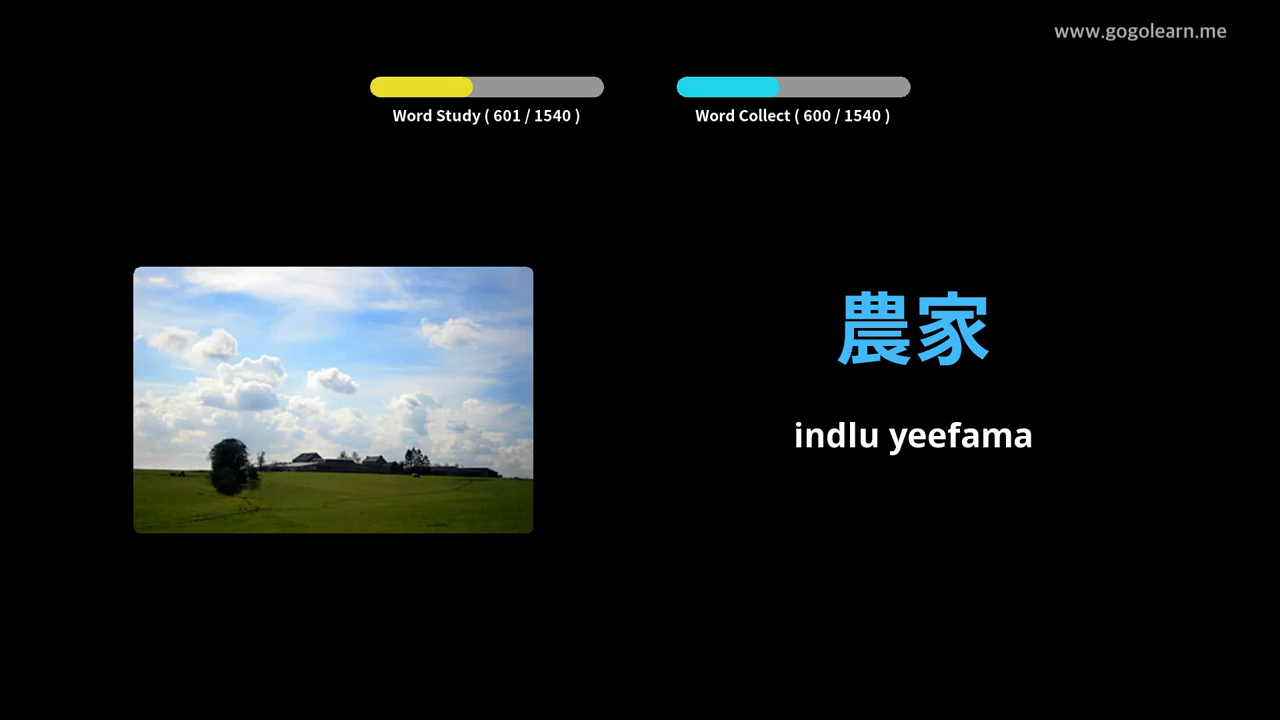 www.gogolearn.me
Word Study ( 601 / 1540 )
Word Collect ( 600 / 1540 )
農家
indlu yeefama